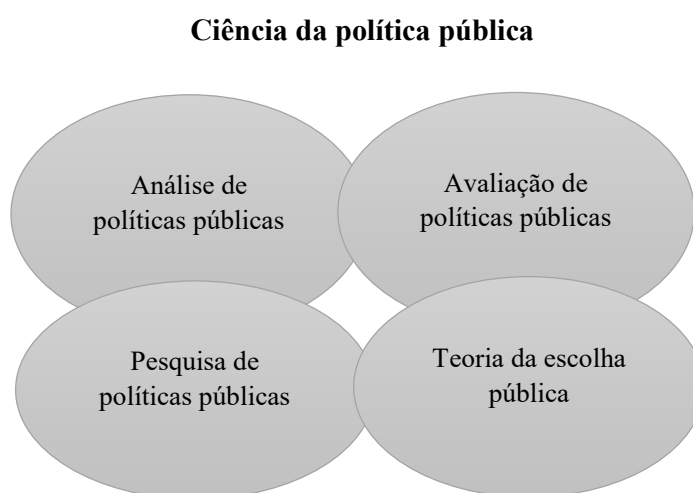 Ciência da política pública
Análise de
políticas públicas
Avaliação de
políticas públicas
Pesquisa de
políticas públicas
Teoria da escolha
pública